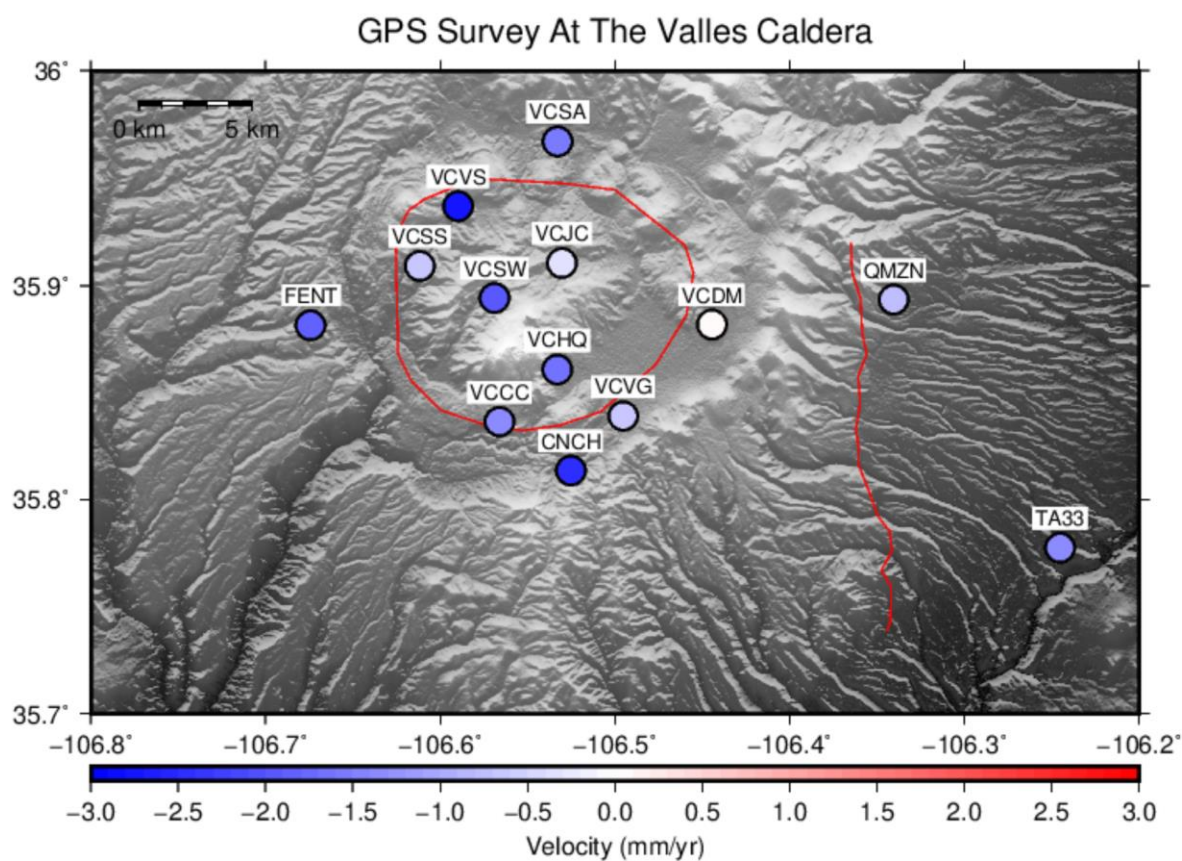 GPS Survey At The Valles Caldera
36°
0 km 5 km
VCSA
VCVS
VCSS
VCJC
VCSW
35.9°
FENT
VCDM
QMZN
VCHQ
VCCC
VCVG
CNCH
35.8°
TA33
35.7°
−106.8° −106.7° −106.6° −106.5° −106.4° −106.3° −106.2°
−3.0 −2.5 −2.0 −1.5 −1.0 −0.5 0.0 0.5 1.0 1.5 2.0 2.5 3.0
Velocity (mm/yr)